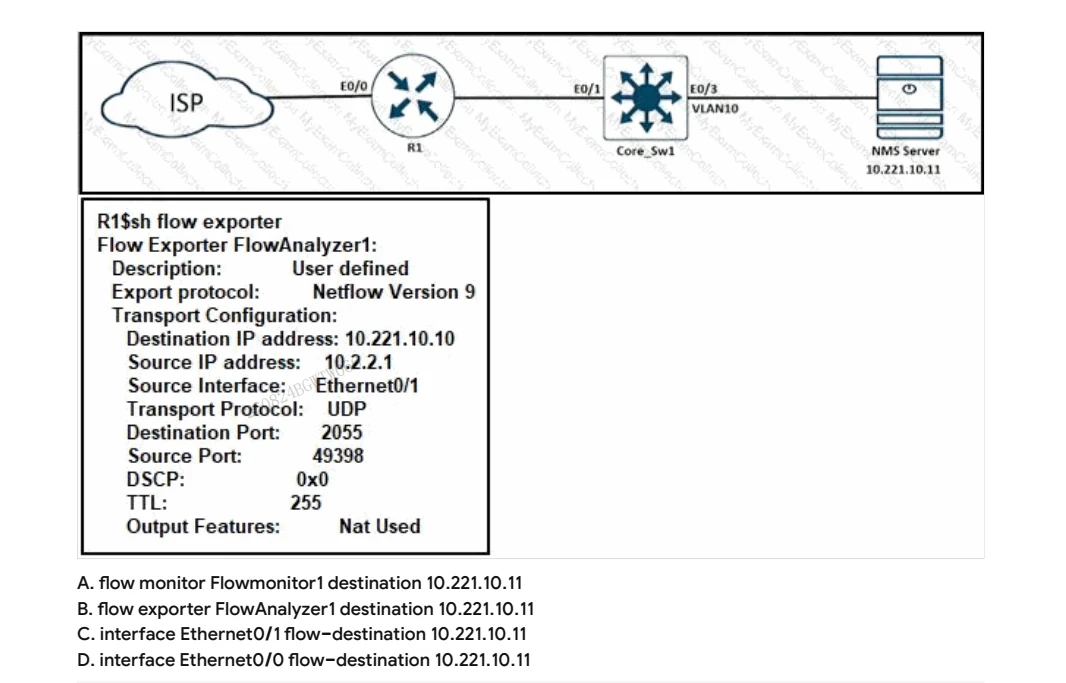 ISP
E0/0
R1
E0/1
E0/3
VLAN10
Core_Sw1
NMS Server
10.221.10.11
R1$sh flow exporter
Flow Exporter FlowAnalyzer1:
Description: User defined
Export protocol: Netflow Version 9
Transport Configuration:
Destination IP address: 10.221.10.10
Source IP address: 10.2.2.1
Source Interface: Ethernet0/1
Transport Protocol: UDP
Destination Port: 2055
Source Port: 49398
DSCP: 0x0
TTL: 255
Output Features: Nat Used
A. flow monitor Flowmonitor1 destination 10.221.10.11
B. flow exporter FlowAnalyzer1 destination 10.221.10.11
C. interface Ethernet0/1 flow-destination 10.221.10.11
D. interface Ethernet0/0 flow-destination 10.221.10.11